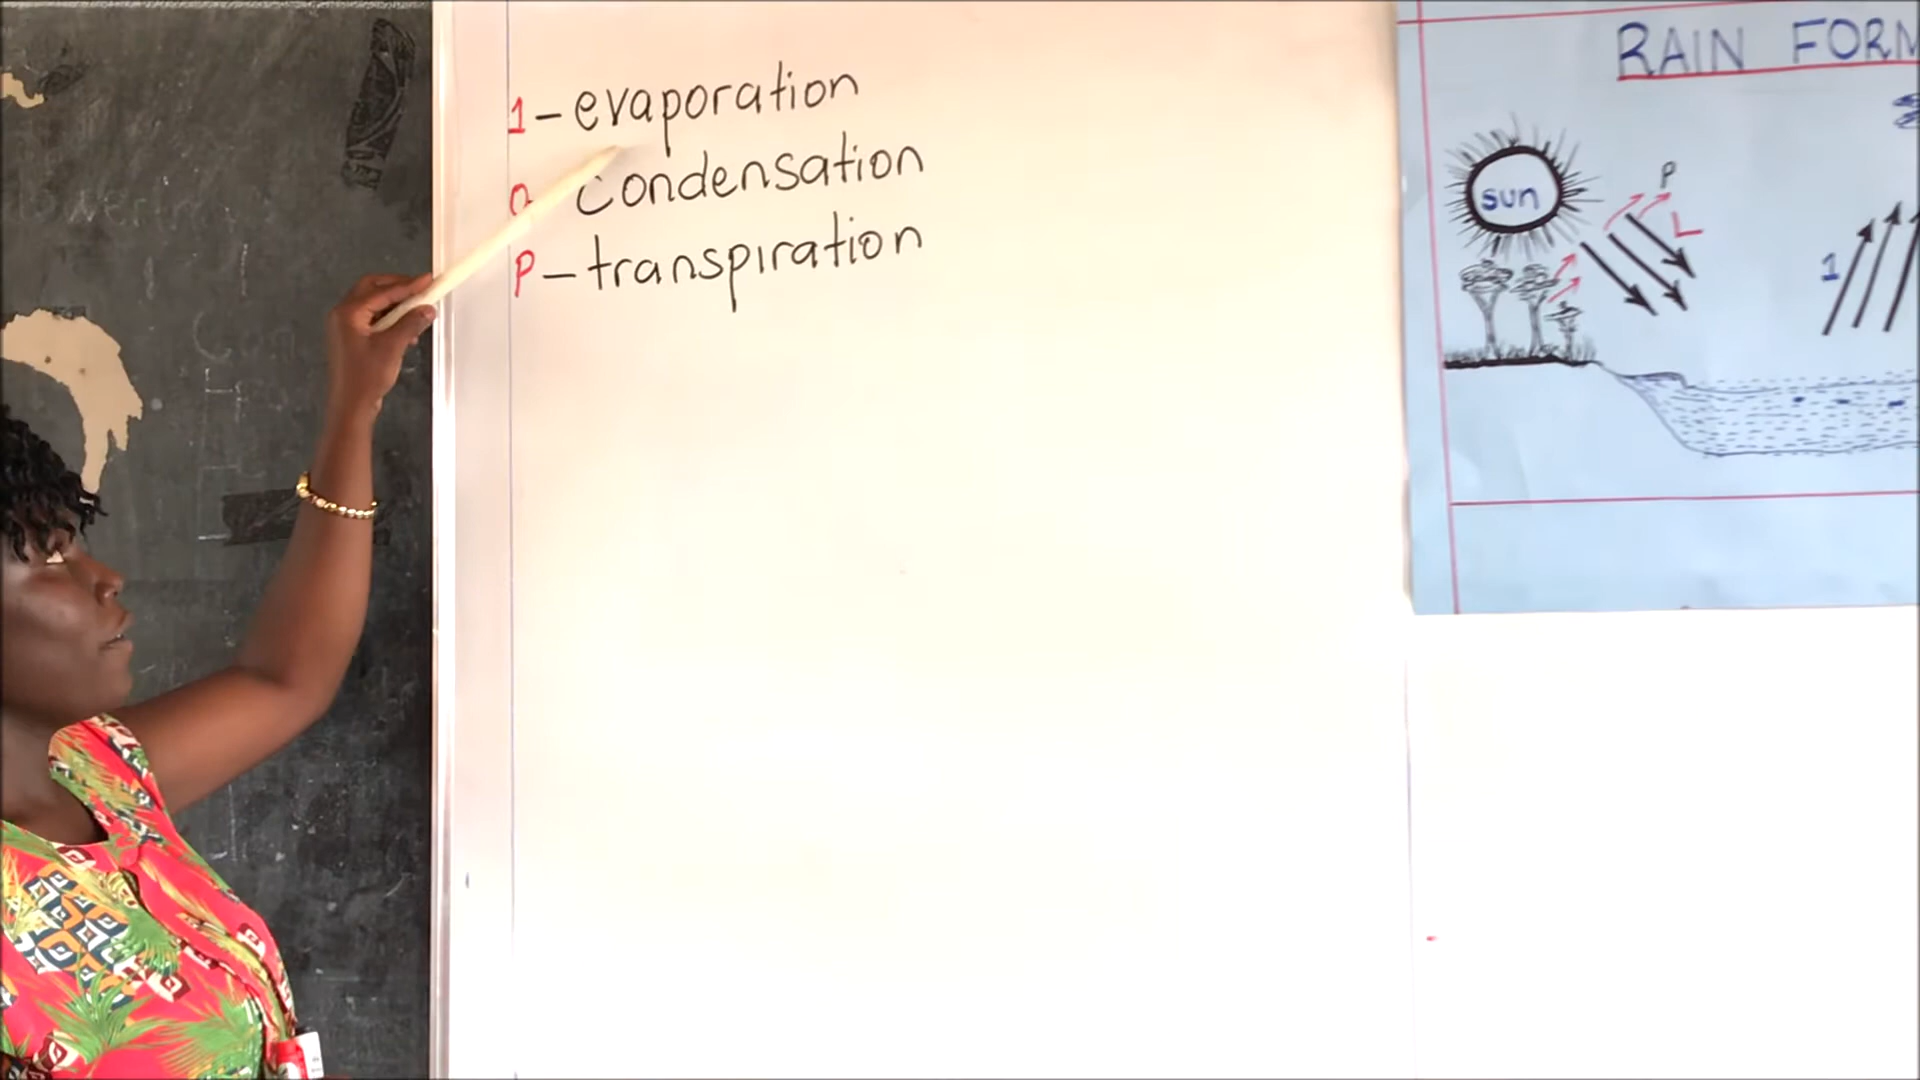 1 - evaporation
Condensation
P - transpiration
RAIN FORM
sun
P
L
1